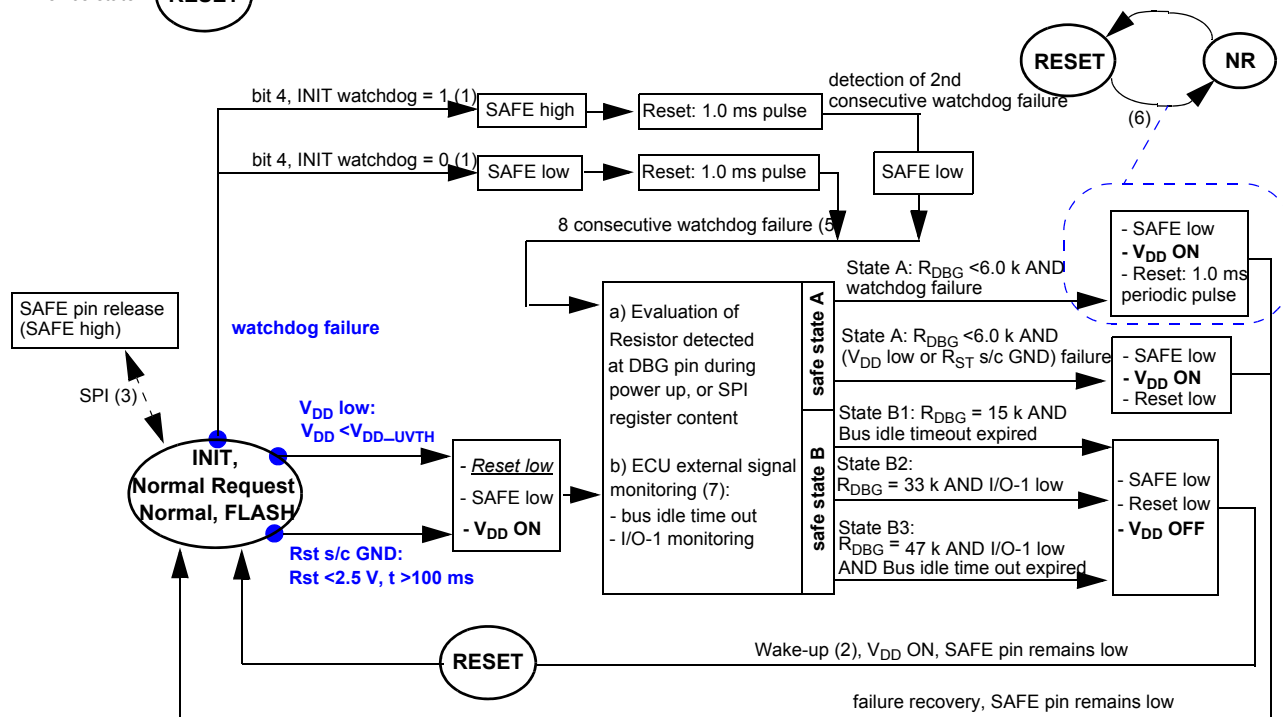 RESET
RESET
NR
(6)
bit 4, INIT watchdog = 1 (1)
SAFE high
Reset: 1.0 ms pulse
detection of 2nd
consecutive watchdog failure
bit 4, INIT watchdog = 0 (1)
SAFE low
Reset: 1.0 ms pulse
SAFE low
8 consecutive watchdog failure (5
- SAFE low
- VDD ON
- Reset: 1.0 ms
periodic pulse
State A: RDBG <6.0 k AND
watchdog failure
SAFE pin release
(SAFE high)
watchdog failure
a) Evaluation of
Resistor detected
at DBG pin during
power up, or SPI
register content
safe state A
State A: RDBG <6.0 k AND
(VDD low or RST s/c GND) failure
- SAFE low
- VDD ON
- Reset low
SPI (3)
VDD low:
VDD <VDD_UVTH
INIT,
Normal Request
Normal, FLASH
- Reset low
- SAFE low
- VDD ON
b) ECU external signal
monitoring (7):
- bus idle time out
- I/O-1 monitoring
safe state B
State B1: RDBG = 15 k AND
Bus idle timeout expired
State B2:
RDBG = 33 k AND I/O-1 low
State B3:
RDBG = 47 k AND I/O-1 low
AND Bus idle time out expired
- SAFE low
- Reset low
- VDD OFF
Rst s/c GND:
Rst <2.5 V, t >100 ms
RESET
Wake-up (2), VDD ON, SAFE pin remains low
failure recovery, SAFE pin remains low